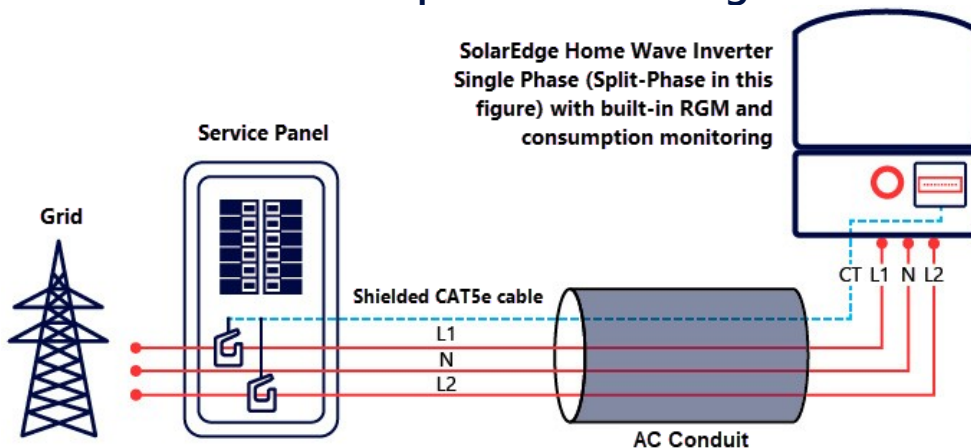 SolarEdge Home Wave Inverter
Single Phase (Split-Phase in this
figure) with built-in RGM and
consumption monitoring
Service Panel
Grid
CT L1 N L2
Shielded CAT5e cable
L1
N
L2
AC Conduit